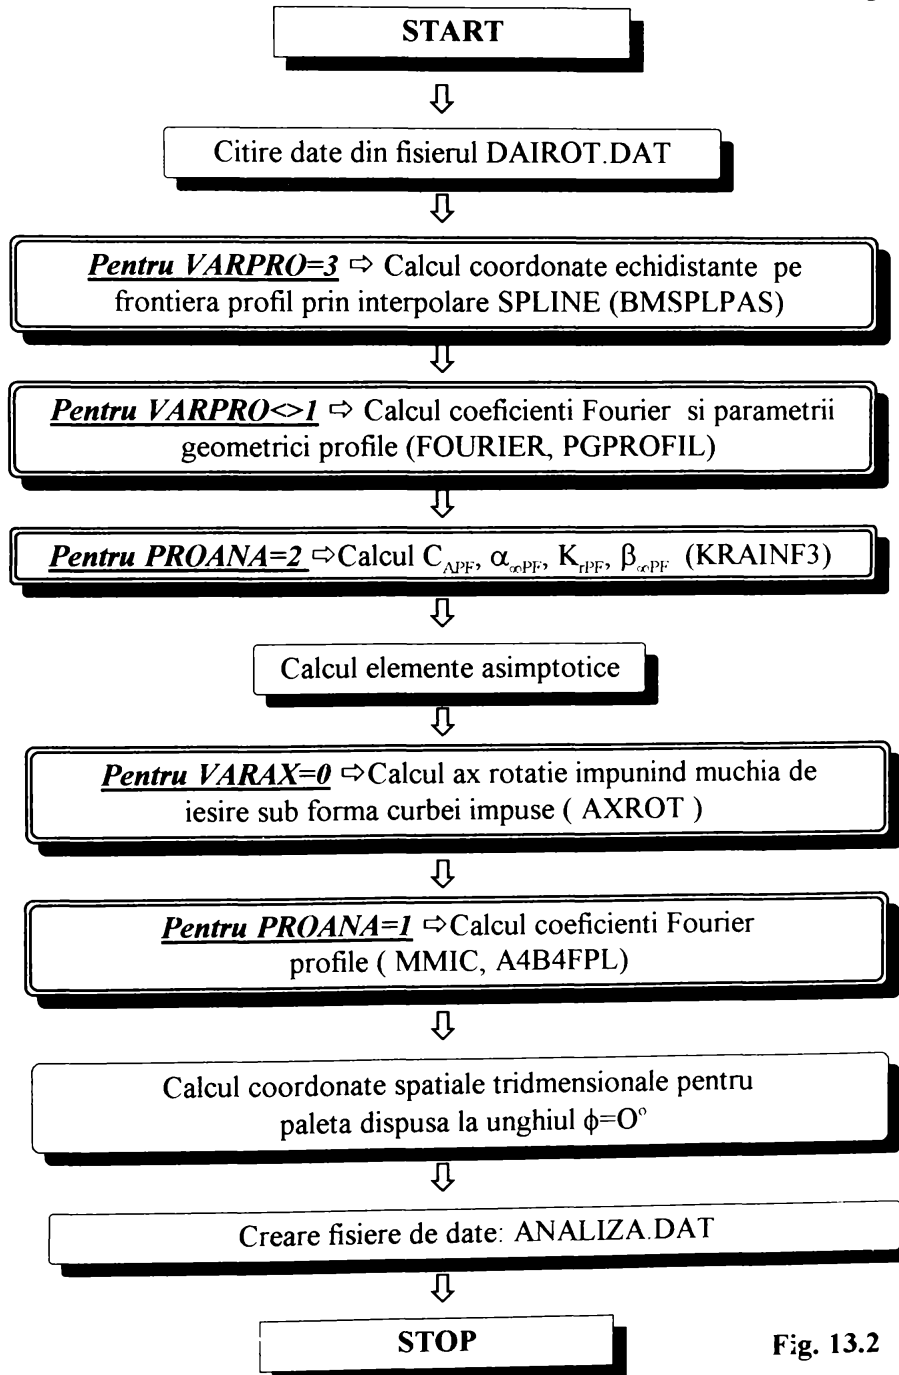 START
Citire date din fisierul DAIROT.DAT
Pentru VARPRO=3 ⇨ Calcul coordonate echidistante pe
frontiera profil prin interpolare SPLINE (BMSPLPAS)
Pentru VARPRO<>1 ⇨ Calcul coeficienti Fourier si parametrii
geometrici profile (FOURIER, PGPROFIL)
Pentru PROANA=2 ⇨Calcul C_APF, α_∞PF, K_rPF, β_∞PF (KRAINF3)
Calcul elemente asimptotice
Pentru VARAX=0 ⇨Calcul ax rotatie impunind muchia de
iesire sub forma curbei impuse ( AXROT )
Pentru PROANA=1 ⇨Calcul coeficienti Fourier
profile ( MMIC, A4B4FPL)
Calcul coordonate spatiale tridmensionale pentru
paleta dispusa la unghiul ϕ=O°
Creare fisiere de date: ANALIZA.DAT
STOP
Fig. 13.2